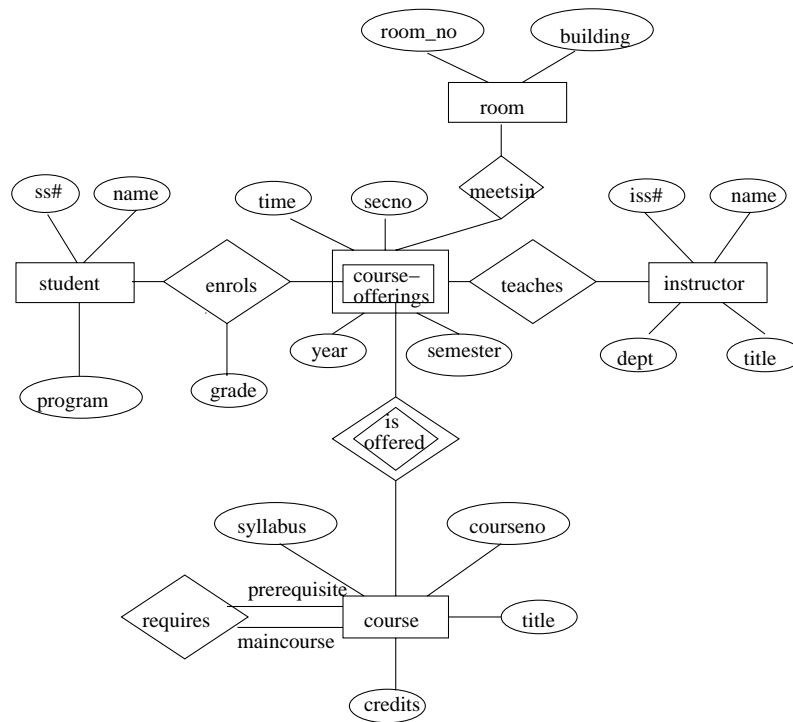 room_no
building
room
meetsin
ss#
name
time
secno
iss#
name
student
enrols
course–
offerings
teaches
instructor
year
semester
dept
title
program
grade
is
offered
syllabus
courseno
prerequisite
requires
course
title
maincourse
credits